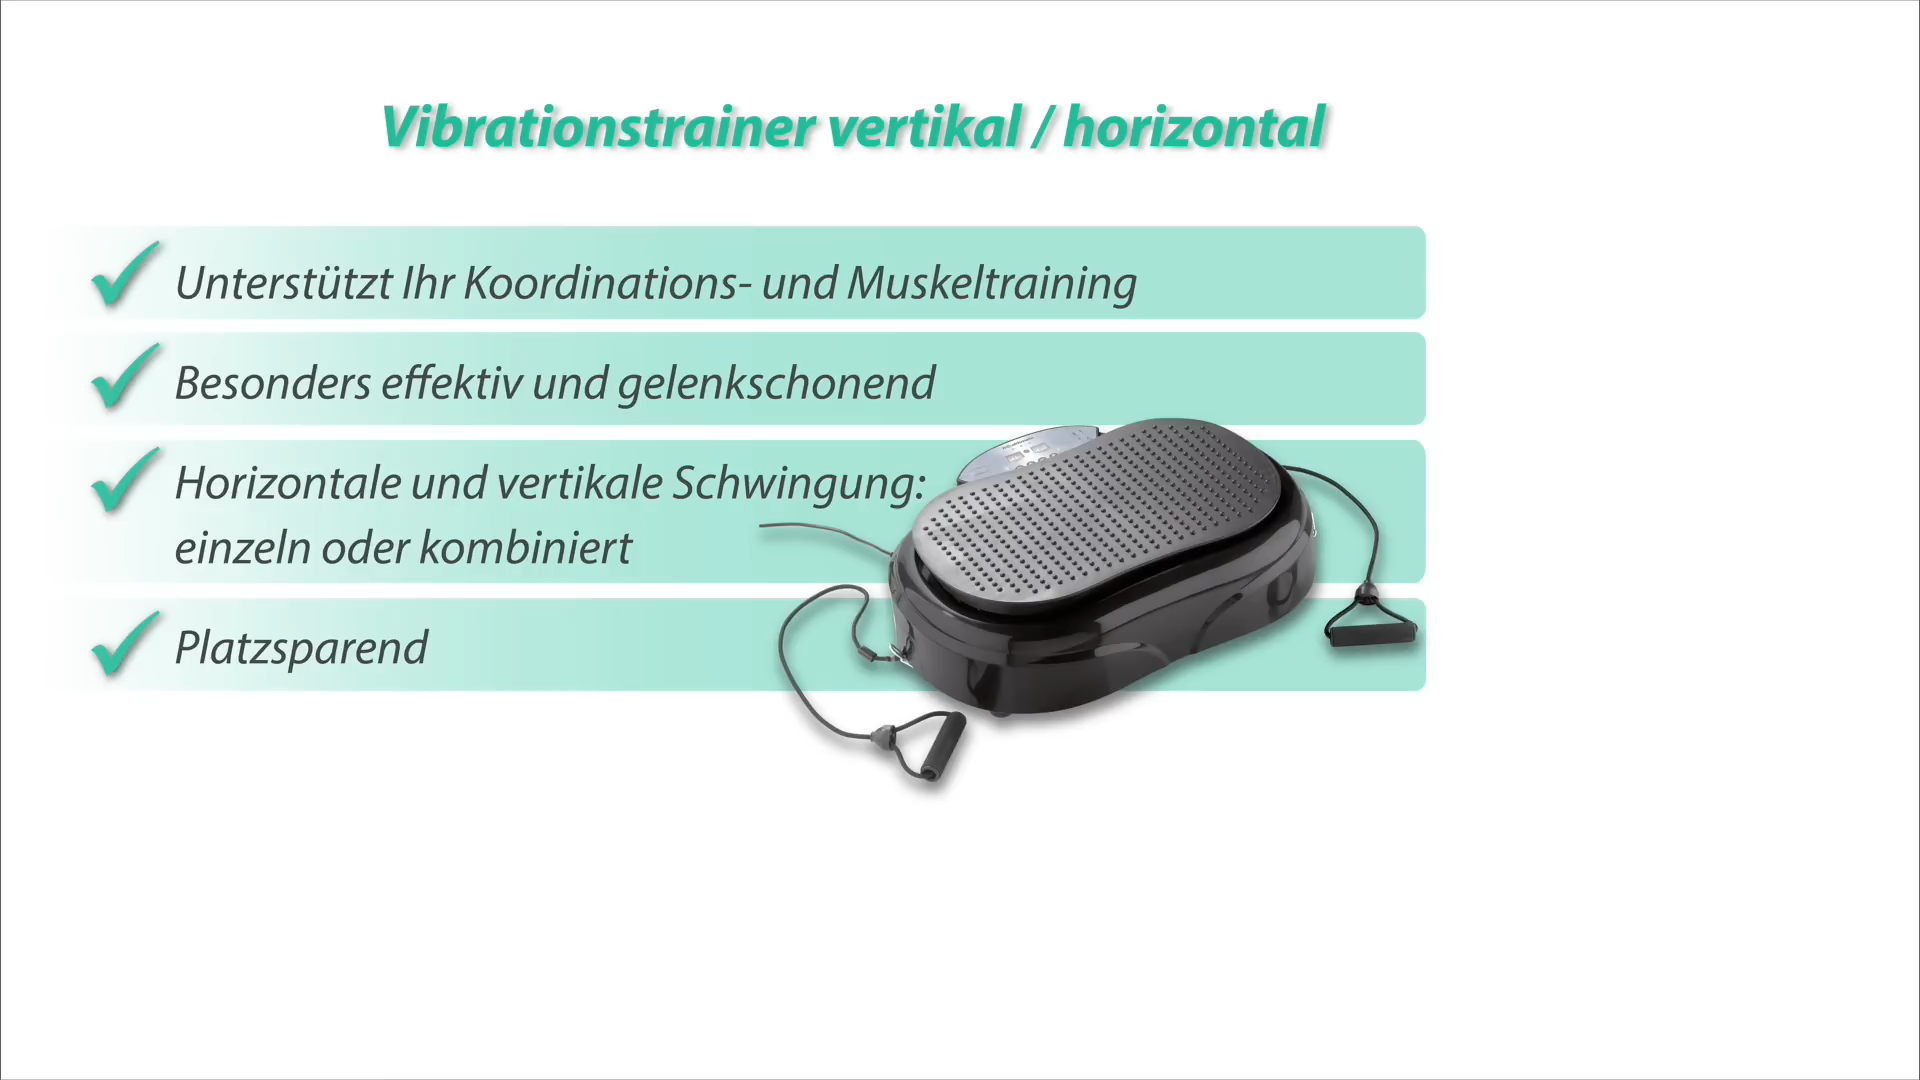 Vibrationstrainer vertikal / horizontal
Unterstützt Ihr Koordinations- und Muskeltraining
Besonders effektiv und gelenkschonend
Horizontale und vertikale Schwingung:
einzeln oder kombiniert
Platzsparend